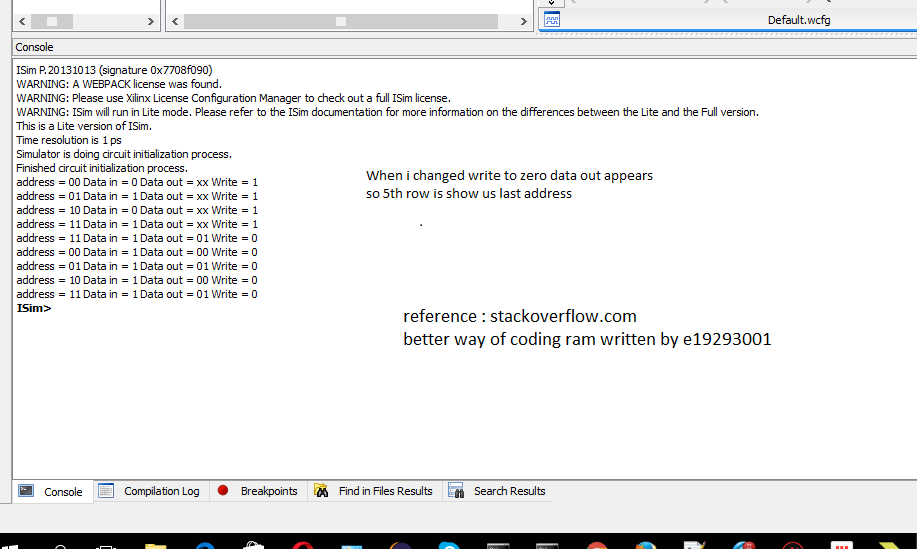 Default.wcfg
Console
ISim P.20131013 (signature 0x7708f090)
WARNING: A WEBPACK license was found.
WARNING: Please use Xilinx License Configuration Manager to check out a full ISim license.
WARNING: ISim will run in Lite mode. Please refer to the ISim documentation for more information on the differences between the Lite and the Full version.
This is a Lite version of ISim.
Time resolution is 1 ps
Simulator is doing circuit initialization process.
Finished circuit initialization process.
address = 00 Data in = 0 Data out = xx Write = 1
address = 01 Data in = 1 Data out = xx Write = 1
address = 10 Data in = 0 Data out = xx Write = 1
address = 11 Data in = 1 Data out = xx Write = 1
address = 11 Data in = 1 Data out = 01 Write = 0
address = 00 Data in = 1 Data out = 00 Write = 0
address = 01 Data in = 1 Data out = 01 Write = 0
address = 10 Data in = 1 Data out = 00 Write = 0
address = 11 Data in = 1 Data out = 01 Write = 0
ISim>
When i changed write to zero data out appears
so 5th row is show us last address
.
reference : stackoverflow.com
better way of coding ram written by e19293001
Console Compilation Log Breakpoints Find in Files Results Search Results